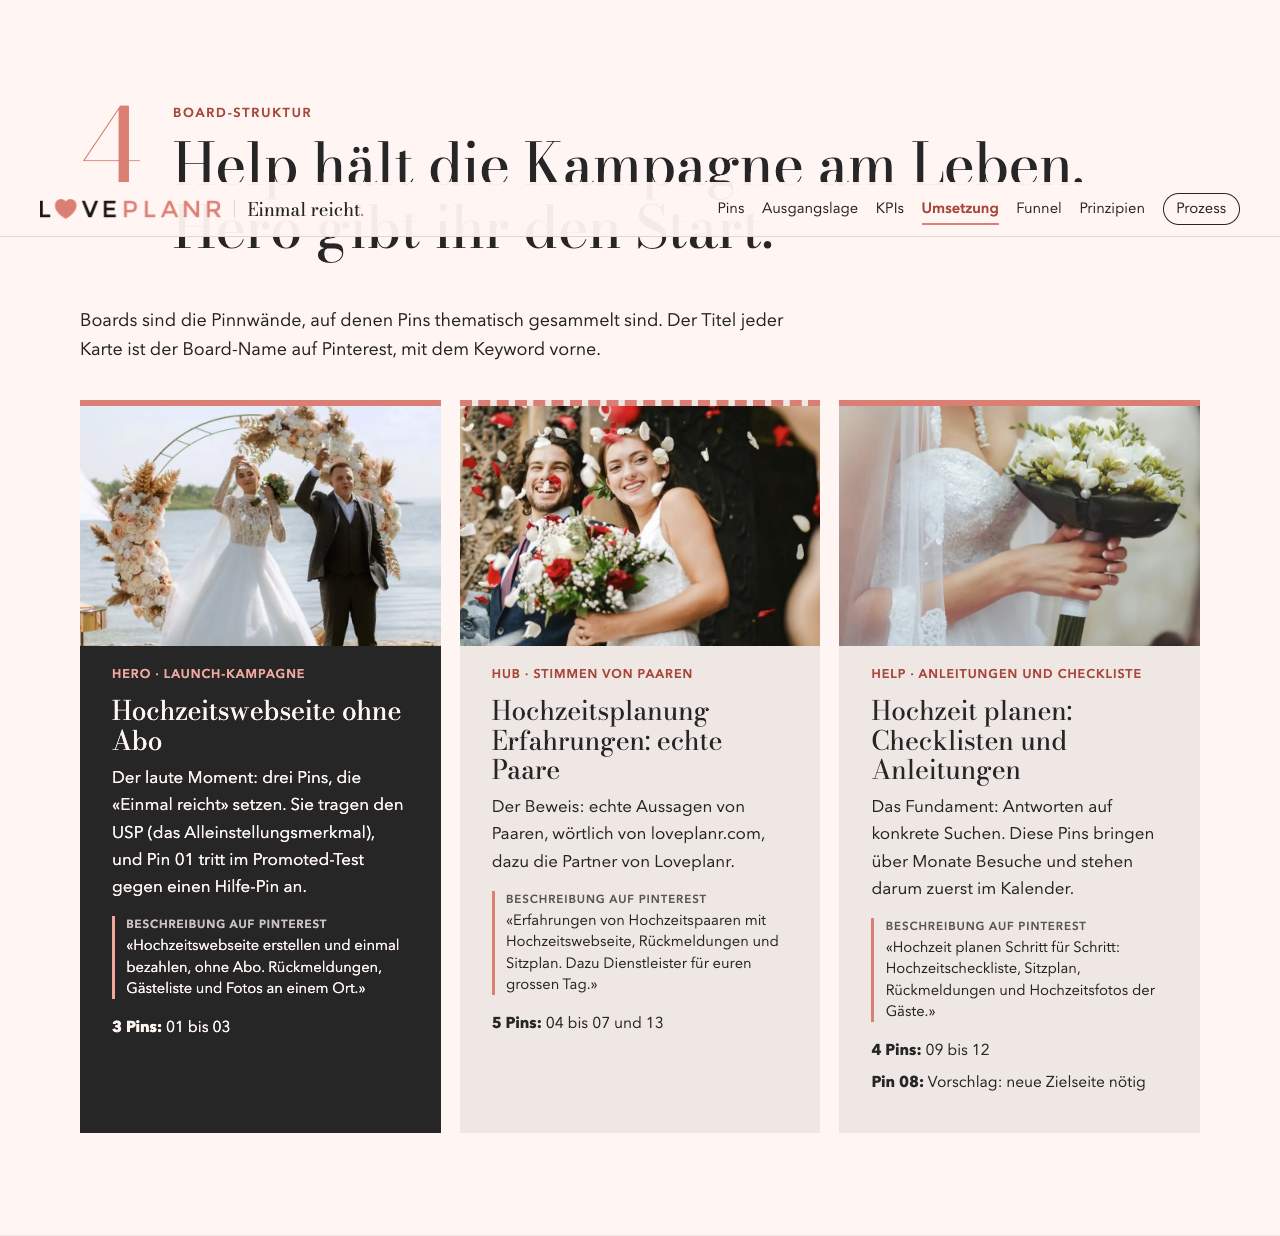 4
BOARD-STRUKTUR
Help hält die Kampagne am Leben.
Hero gibt ihr den Start.
LOVEPLANR
Einmal reicht.
Pins Ausgangslage KPIs Umsetzung Funnel Prinzipien Prozess
Boards sind die Pinnwände, auf denen Pins thematisch gesammelt sind. Der Titel jeder
Karte ist der Board-Name auf Pinterest, mit dem Keyword vorne.
HERO · LAUNCH-KAMPAGNE
Hochzeitswebseite ohne
Abo
Der laute Moment: drei Pins, die
«Einmal reicht» setzen. Sie tragen den
USP (das Alleinstellungsmerkmal),
und Pin 01 tritt im Promoted-Test
gegen einen Hilfe-Pin an.
BESCHREIBUNG AUF PINTEREST
«Hochzeitswebseite erstellen und einmal
bezahlen, ohne Abo. Rückmeldungen,
Gästeliste und Fotos an einem Ort.»
3 Pins: 01 bis 03
HUB · STIMMEN VON PAAREN
Hochzeitsplanung
Erfahrungen: echte
Paare
Der Beweis: echte Aussagen von
Paaren, wörtlich von loveplanr.com,
dazu die Partner von Loveplanr.
BESCHREIBUNG AUF PINTEREST
«Erfahrungen von Hochzeitspaaren mit
Hochzeitswebseite, Rückmeldungen und
Sitzplan. Dazu Dienstleister für euren
grossen Tag.»
5 Pins: 04 bis 07 und 13
HELP · ANLEITUNGEN UND CHECKLISTE
Hochzeit planen:
Checklisten und
Anleitungen
Das Fundament: Antworten auf
konkrete Suchen. Diese Pins bringen
über Monate Besuche und stehen
darum zuerst im Kalender.
BESCHREIBUNG AUF PINTEREST
«Hochzeit planen Schritt für Schritt:
Hochzeitscheckliste, Sitzplan,
Rückmeldungen und Hochzeitsfotos der
Gäste.»
4 Pins: 09 bis 12
Pin 08: Vorschlag: neue Zielseite nötig